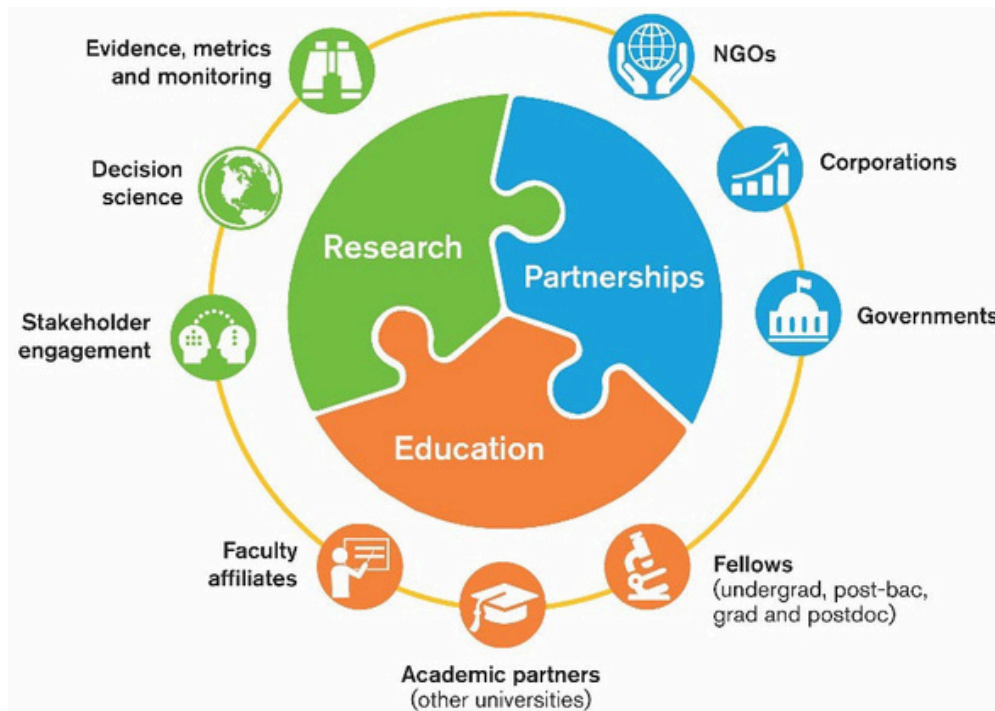 Evidence, metrics
and monitoring
NGOs
Decision
science
Corporations
Research
Partnerships
Stakeholder
engagement
Governments
Education
Faculty
affiliates
Fellows
(undergrad, post-bac,
grad and postdoc)
Academic partners
(other universities)